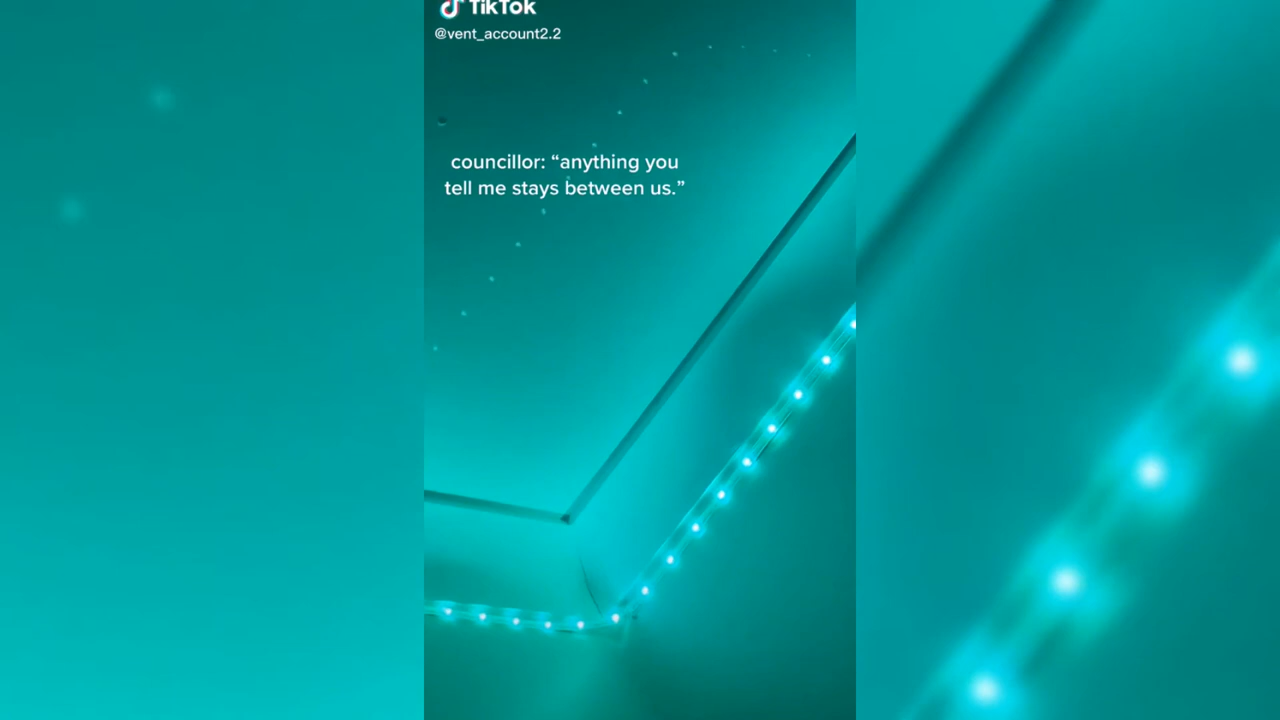 TikTok
@vent_account2.2
councillor: “anything you
tell me stays between us.”